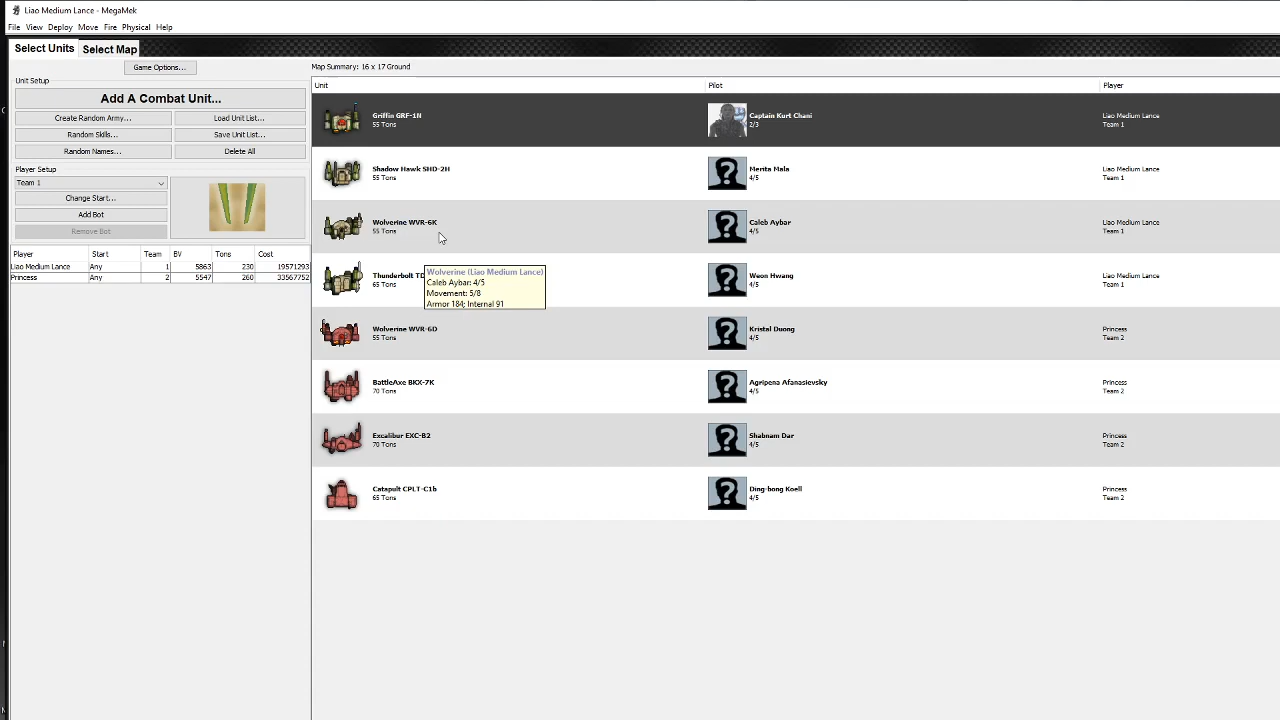 Liao Medium Lance - MegaMek
File View Deploy Move Fire Physical Help
Select Units Select Map
Game Options...
Map Summary: 16 x 17 Ground
Unit Setup
Add A Combat Unit...
Create Random Army... Load Unit List...
Random Skills... Save Unit List...
Random Names... Delete All
Player Setup
Team 1
Change Start...
Add Bot
Remove Bot
Player Start Team BV Tons Cost
Liao Medium Lance Any 1 5863 230 19571293
Princess Any 2 5547 260 33567752
Unit Pilot Player
Griffin GRF-1N Captain Kurt Chani Liao Medium Lance
55 Tons 2/3 Team 1
Shadow Hawk SHD-2H Merita Mala Liao Medium Lance
55 Tons 4/5 Team 1
Wolverine WVR-6K Caleb Aybar Liao Medium Lance
55 Tons 4/5 Team 1
Thunderbolt TD Weon Hwang Liao Medium Lance
65 Tons 4/5 Team 1
Wolverine (Liao Medium Lance)
Caleb Aybar: 4/5
Movement: 5/8
Armor 184; Internal 91
Wolverine WVR-6D Kristal Duong Princess
55 Tons 4/5 Team 2
BattleAxe BKX-7K Agripena Afanasievsky Princess
70 Tons 4/5 Team 2
Excalibur EXC-B2 Shabnam Dar Princess
70 Tons 4/5 Team 2
Catapult CPLT-C1b Ding-bong Koell Princess
65 Tons 4/5 Team 2